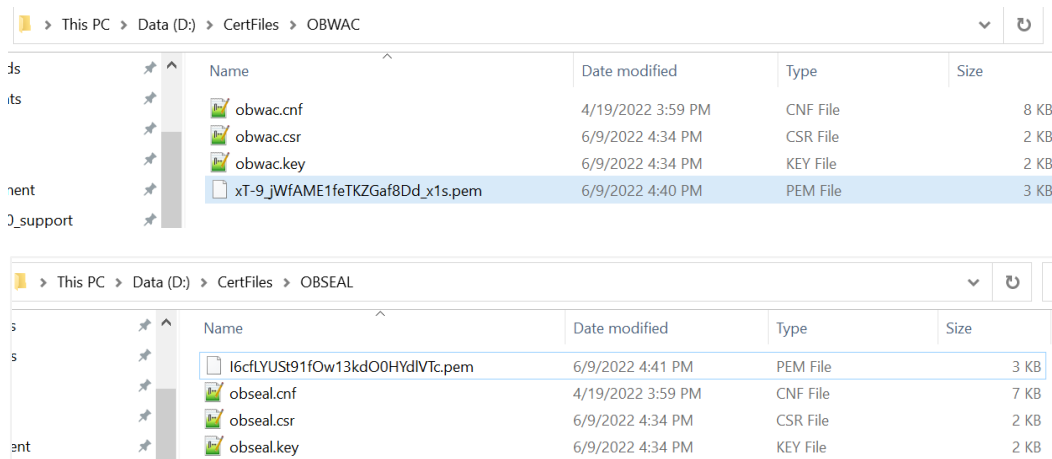 This PC > Data (D:) > CertFiles > OBWAC
ds
Name Date modified Type Size
nts
obwac.cnf 4/19/2022 3:59 PM CNF File 8 KB
obwac.csr 6/9/2022 4:34 PM CSR File 2 KB
obwac.key 6/9/2022 4:34 PM KEY File 2 KB
nent xT-9_jWfAME1feTKZGaf8Dd_x1s.pem 6/9/2022 4:40 PM PEM File 3 KB
0_support
This PC > Data (D:) > CertFiles > OBSEAL
s Name Date modified Type Size
s I6cfLYUSt91fOw13kdO0HYdlVTc.pem 6/9/2022 4:41 PM PEM File 3 KB
obseal.cnf 4/19/2022 3:59 PM CNF File 7 KB
obseal.csr 6/9/2022 4:34 PM CSR File 2 KB
ent obseal.key 6/9/2022 4:34 PM KEY File 2 KB